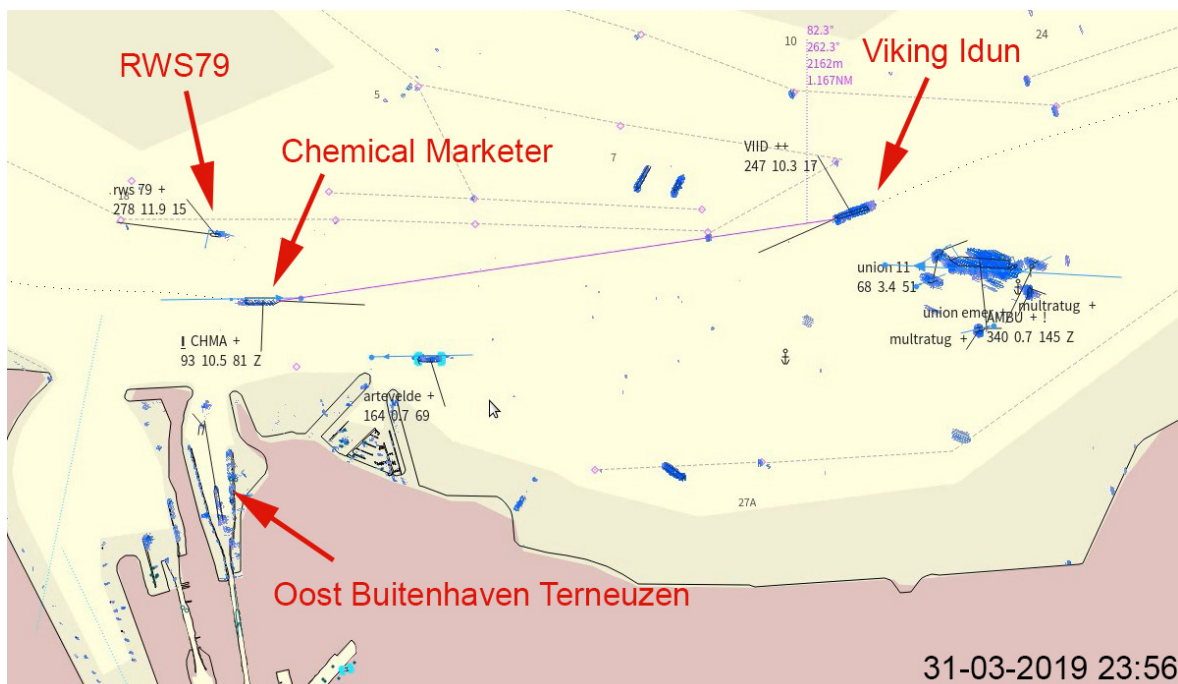 10
82.3°
262.3°
2162m
1.167NM
24
Viking Idun
RWS79
5
Chemical Marketer
VIID ++
247 10.3 17
7
rws 79 +
18
278 11.9 15
union 11
68 3.4 51
union emer
multratug +
AMBU + !
multratug +
340 0.7 145 Z
I CHMA +
93 10.5 81 Z
artevelde +
164 0.7 69
27A
Oost Buitenhaven Terneuzen
31-03-2019 23:56